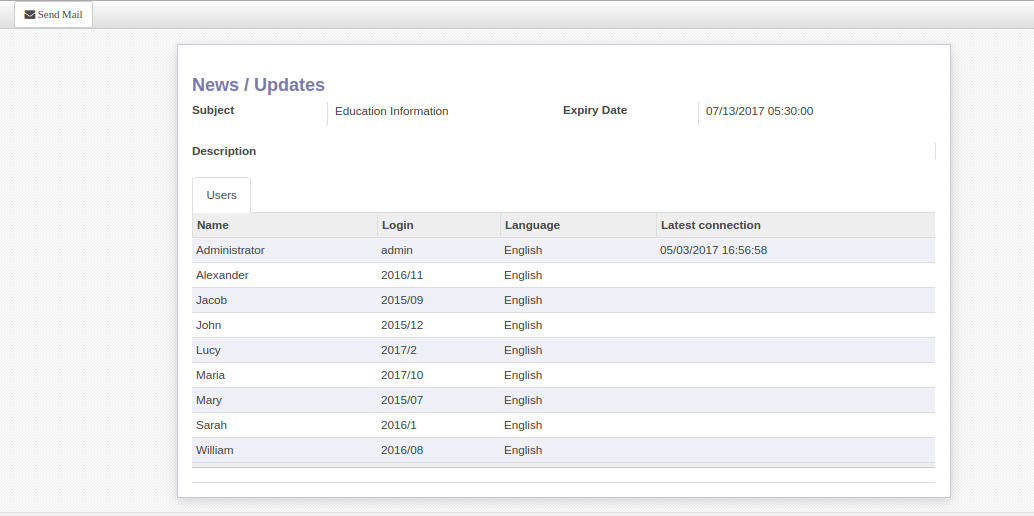 Send Mail
News / Updates
Subject Education Information Expiry Date 07/13/2017 05:30:00
Description
Users
Name Login Language Latest connection
Administrator admin English 05/03/2017 16:56:58
Alexander 2016/11 English
Jacob 2015/09 English
John 2015/12 English
Lucy 2017/2 English
Maria 2017/10 English
Mary 2015/07 English
Sarah 2016/1 English
William 2016/08 English